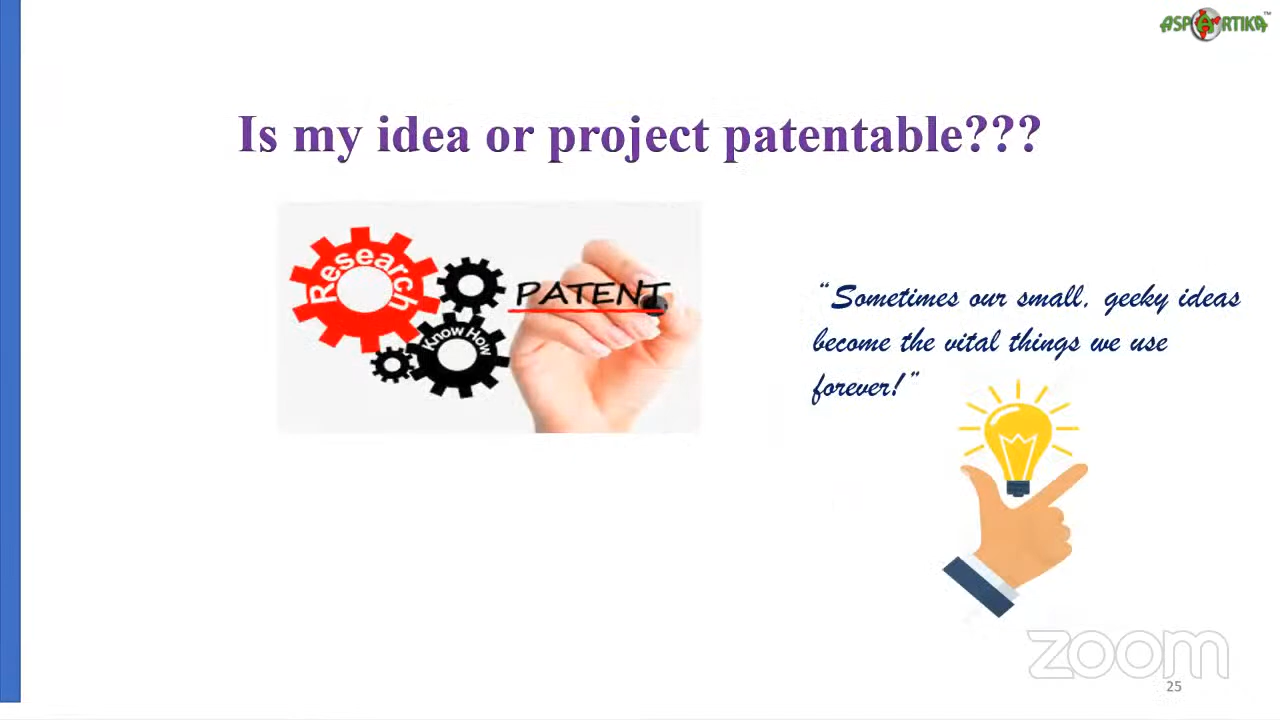 ASPARTIKA™
Is my idea or project patentable???
Research
Know How
PATENT
“Sometimes our small, geeky ideas
become the vital things we use
forever!”
zoom
25